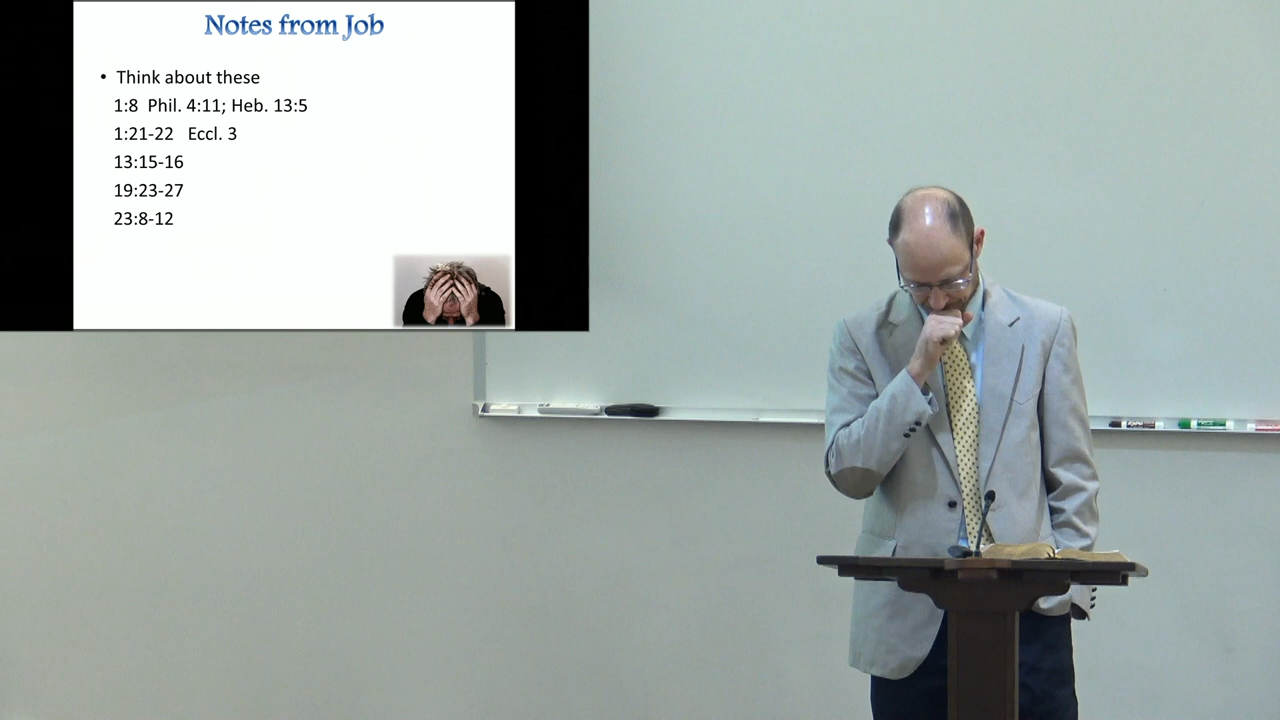 Notes from Job
• Think about these
1:8 Phil. 4:11; Heb. 13:5
1:21-22 Eccl. 3
13:15-16
19:23-27
23:8-12